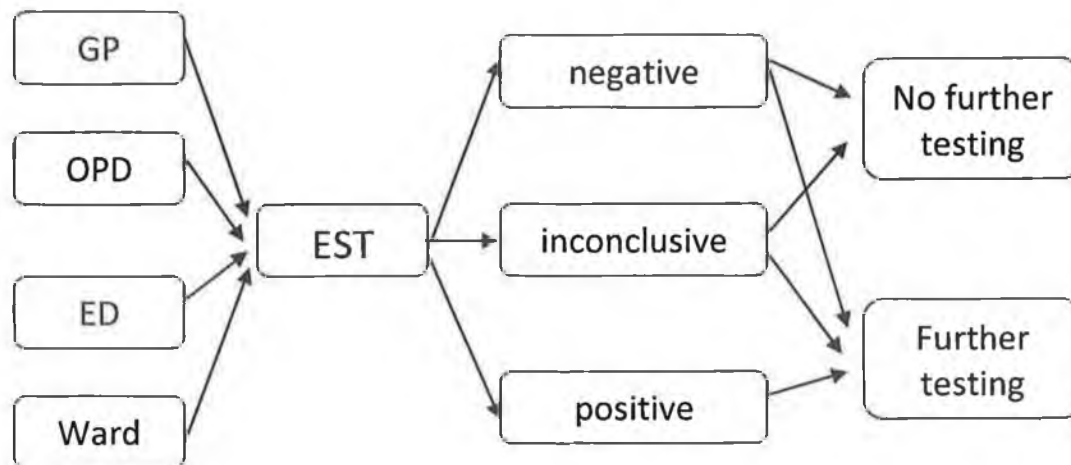 GP
OPD
ED
Ward
EST
negative
inconclusive
positive
No further
testing
Further
testing